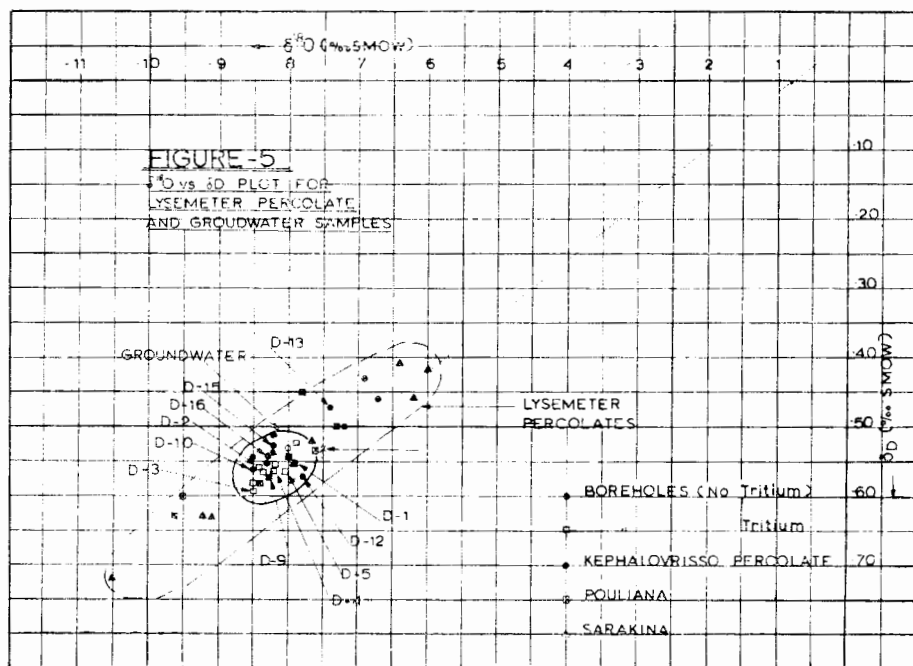 δ¹⁸O (‰ SMOW)
-11 -10 -9 -8 -7 -6 5 4 3 2 1
FIGURE-5
δ¹⁸O vs δD PLOT FOR
LYSEMETER PERCOLATE
AND GROUDWATER SAMPLES
-10
-20
-30
-40
-50
-60
-70
δD (‰ SMOW)
GROUNDWATER
D-13
D-15
D-16
D-2
D-10
D-3
D-9
D-1
D-12
D-5
LYSEMETER
PERCOLATES
BOREHOLES (No Tritium)
" Tritium
KEPHALOVRISSO PERCOLATE
POULIANA
SARAKINA